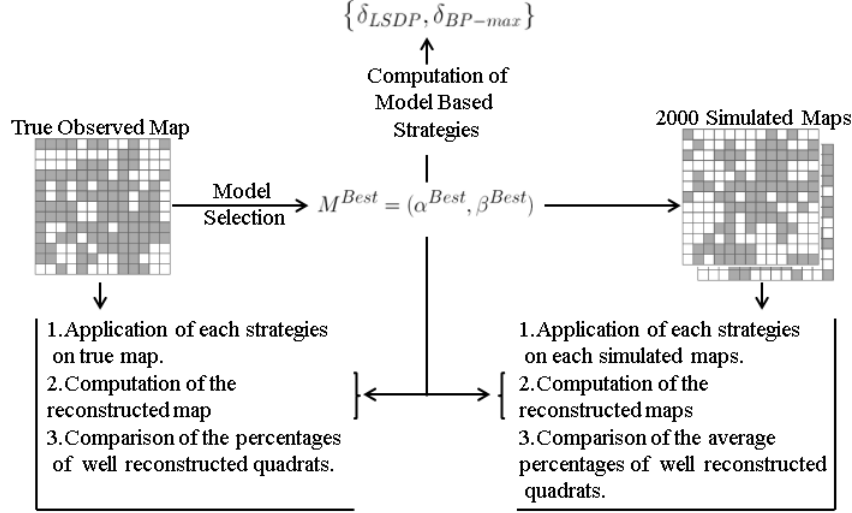 {δ_LSDP, δ_BP−max}
Computation of
Model Based
Strategies
True Observed Map
2000 Simulated Maps
Model
Selection
M^Best = (α^Best, β^Best)
1.Application of each strategies
on true map.
2.Computation of the
reconstructed map
3.Comparison of the percentages
of well reconstructed quadrats.
1.Application of each strategies
on each simulated maps.
2.Computation of the
reconstructed maps
3.Comparison of the average
percentages of well reconstructed
quadrats.